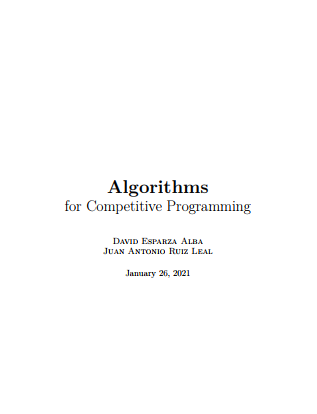 Algorithms
for Competitive Programming
David Esparza Alba
Juan Antonio Ruiz Leal
January 26, 2021